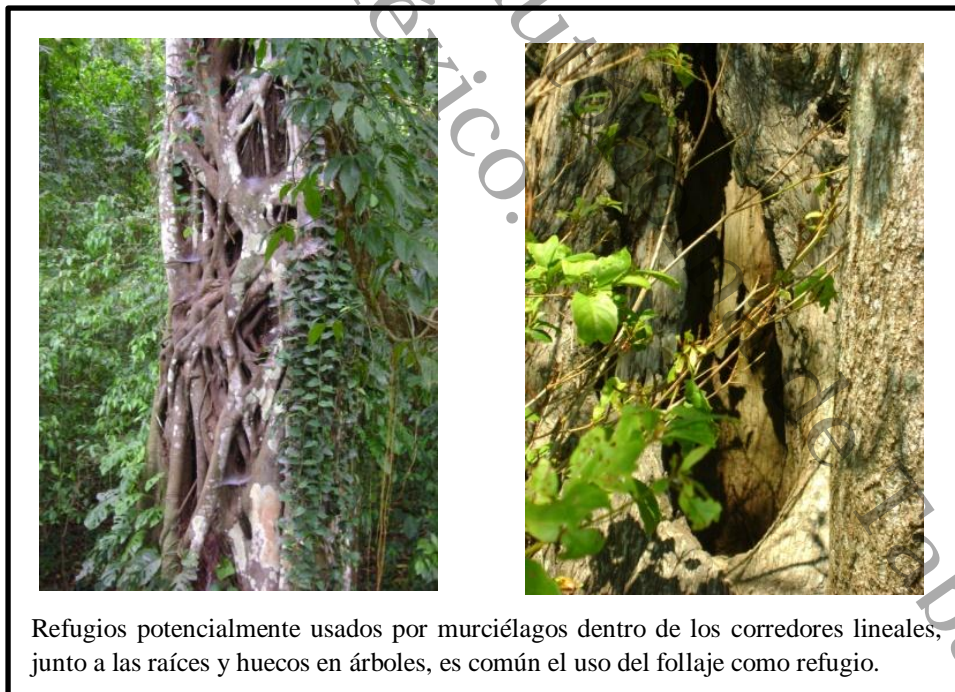 México.
Refugios potencialmente usados por murciélagos dentro de los corredores lineales,
junto a las raíces y huecos en árboles, es común el uso del follaje como refugio.